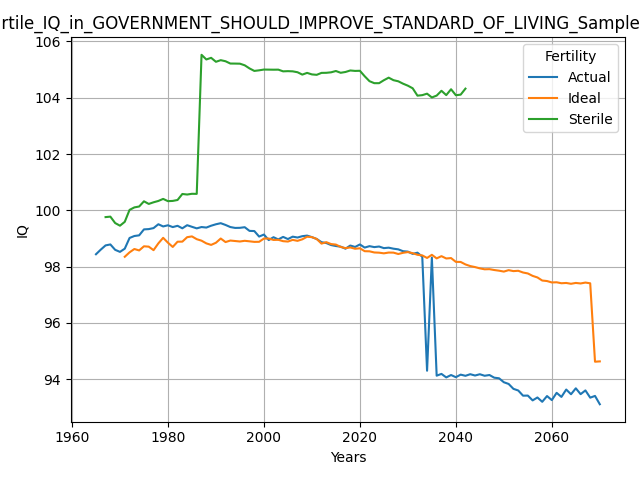 rtile_IQ_in_GOVERNMENT_SHOULD_IMPROVE_STANDARD_OF_LIVING_Sample
Fertility
Actual
Ideal
Sterile
IQ
106
104
102
100
98
96
94
1960
1980
2000
2020
2040
2060
Years